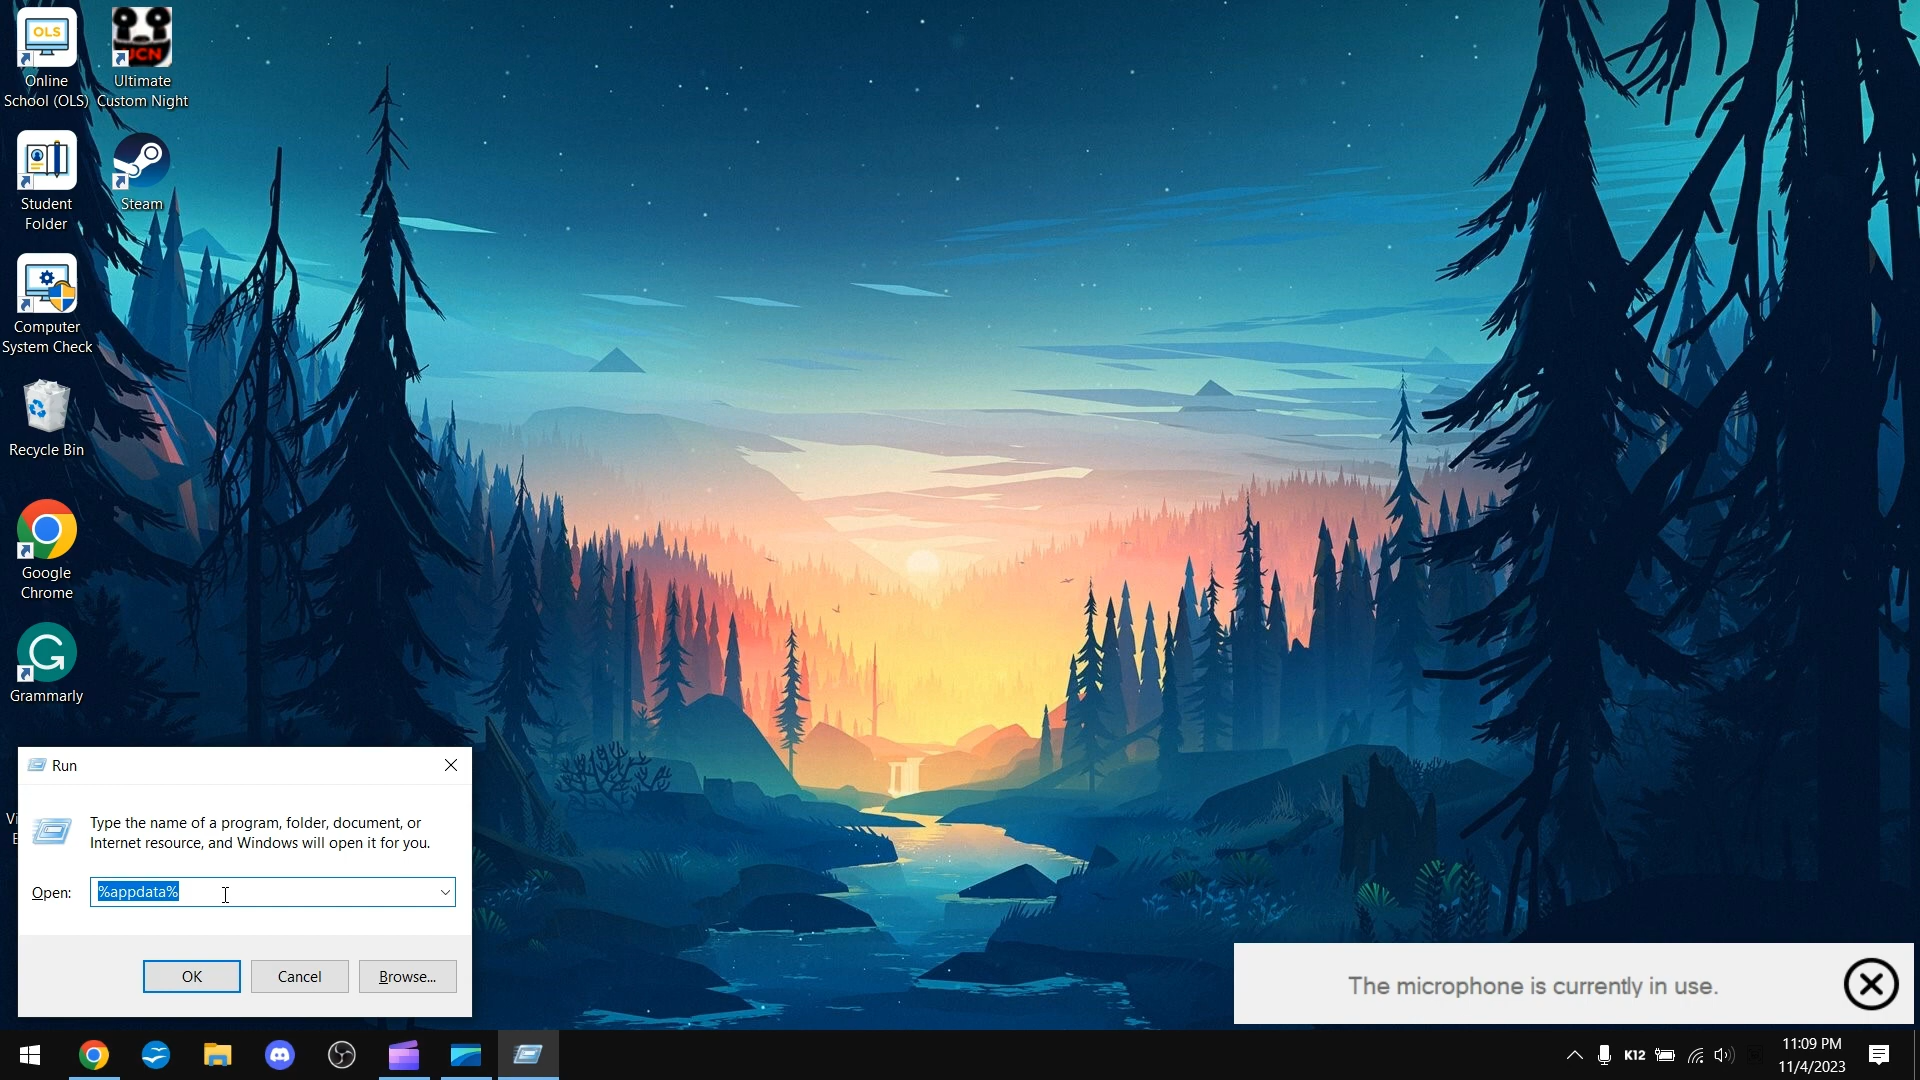 OLS
Online
School (OLS)
UCN
Ultimate
Custom Night
Student
Folder
Steam
Computer
System Check
Recycle Bin
Google
Chrome
Grammarly
Run
Type the name of a program, folder, document, or
Internet resource, and Windows will open it for you.
Open: %appdata%
OK Cancel Browse...
The microphone is currently in use.
K12
11:09 PM
11/4/2023